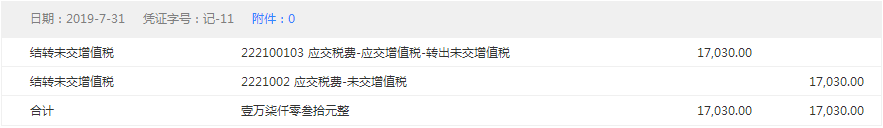 日期：2019-7-31 凭证字号：记-11 附件：0
结转未交增值税 222100103 应交税费-应交增值税-转出未交增值税 17,030.00
结转未交增值税 2221002 应交税费-未交增值税 17,030.00
合计 壹万柒仟零叁拾元整 17,030.00 17,030.00